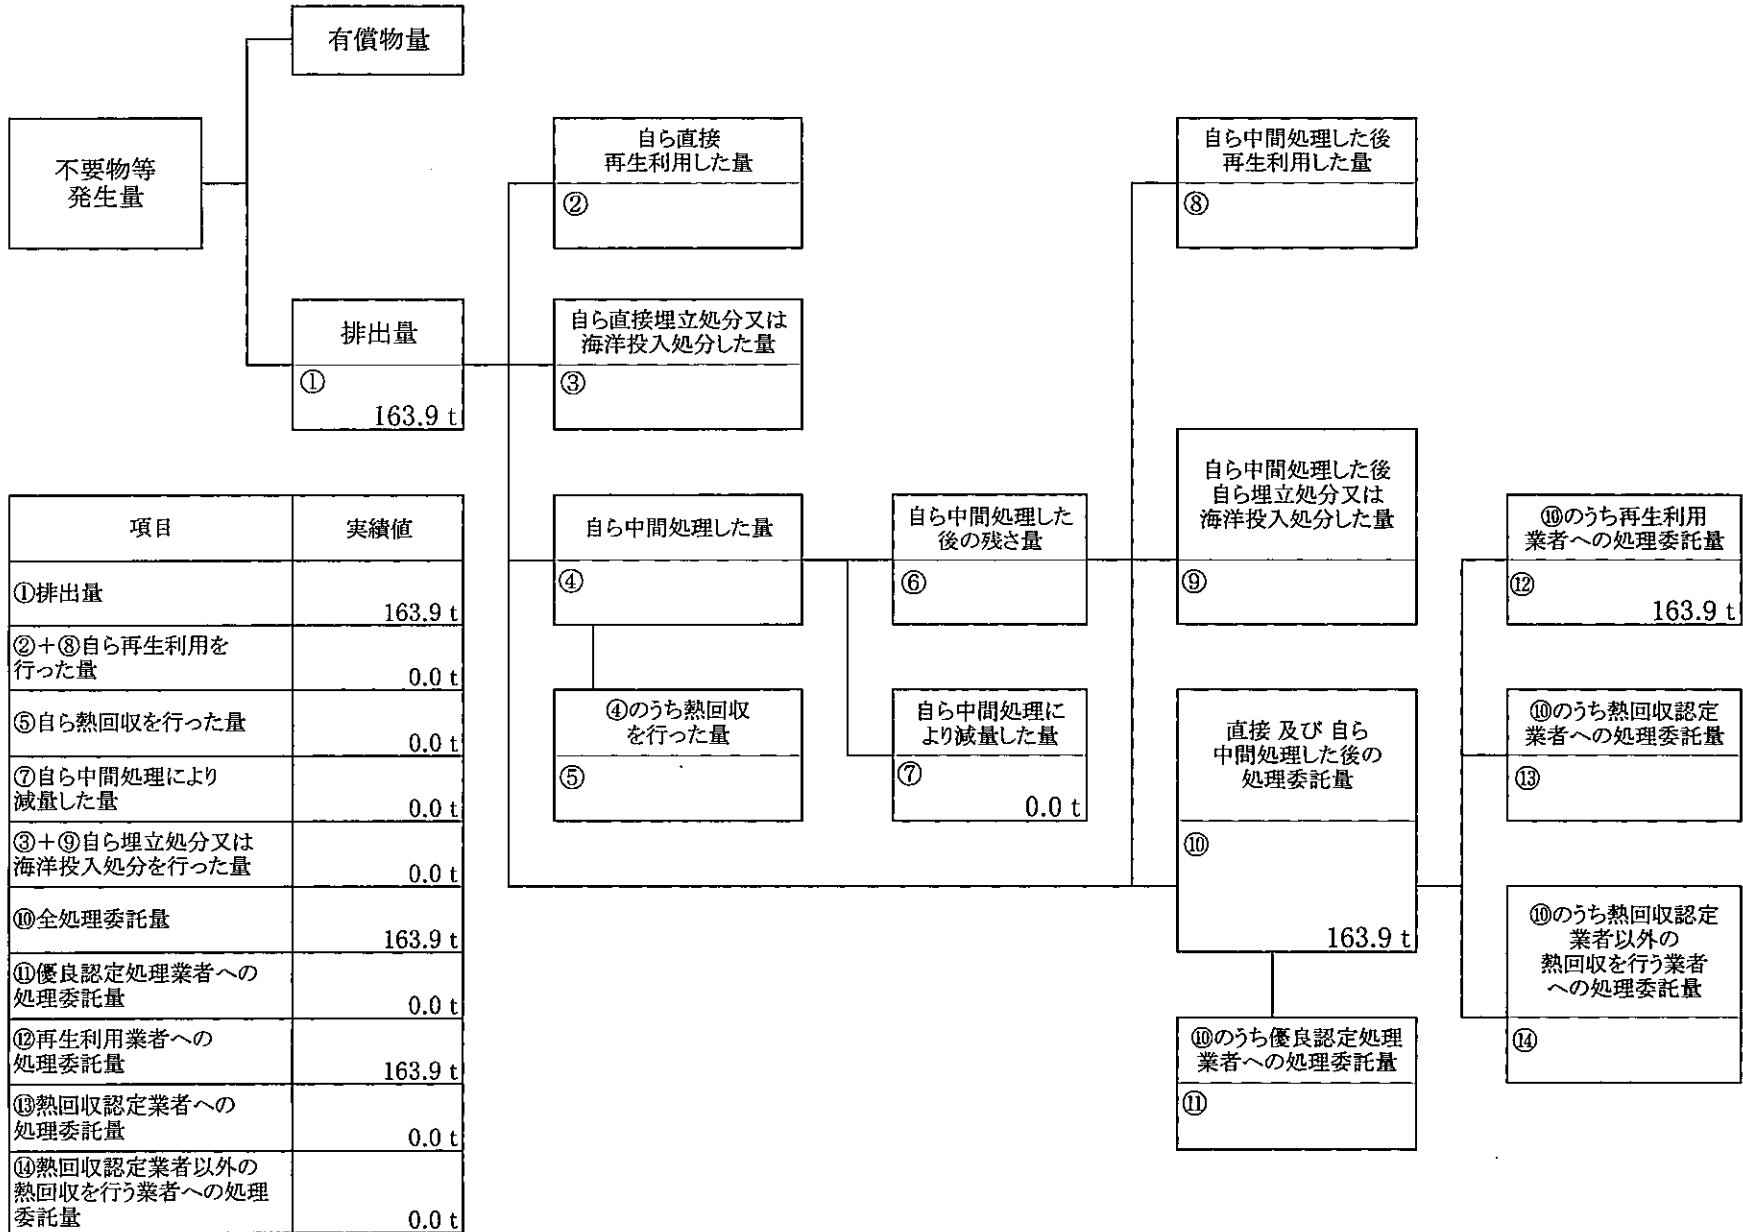 有償物量
不要物等
発生量
自ら直接
再生利用した量
②
自ら中間処理した後
再生利用した量
⑧
排出量
①
163.9 t
自ら直接埋立処分又は
海洋投入処分した量
③
自ら中間処理した量
④
自ら中間処理した
後の残さ量
⑥
自ら中間処理した後
自ら埋立処分又は
海洋投入処分した量
⑨
⑩のうち再生利用
業者への処理委託量
⑫
163.9 t
④のうち熱回収
を行った量
⑤
自ら中間処理に
より減量した量
⑦
0.0 t
直接 及び 自ら
中間処理した後の
処理委託量
⑩
163.9 t
⑩のうち熱回収認定
業者への処理委託量
⑬
⑩のうち熱回収認定
業者以外の
熱回収を行う業者
への処理委託量
⑭
⑩のうち優良認定処理
業者への処理委託量
⑪
項目 実績値
①排出量
163.9 t
②+⑧自ら再生利用を
行った量
0.0 t
⑤自ら熱回収を行った量
0.0 t
⑦自ら中間処理により
減量した量
0.0 t
③+⑨自ら埋立処分又は
海洋投入処分を行った量
0.0 t
⑩全処理委託量
163.9 t
⑪優良認定処理業者への
処理委託量
0.0 t
⑫再生利用業者への
処理委託量
163.9 t
⑬熱回収認定業者への
処理委託量
0.0 t
⑭熱回収認定業者以外の
熱回収を行う業者への処理
委託量
0.0 t